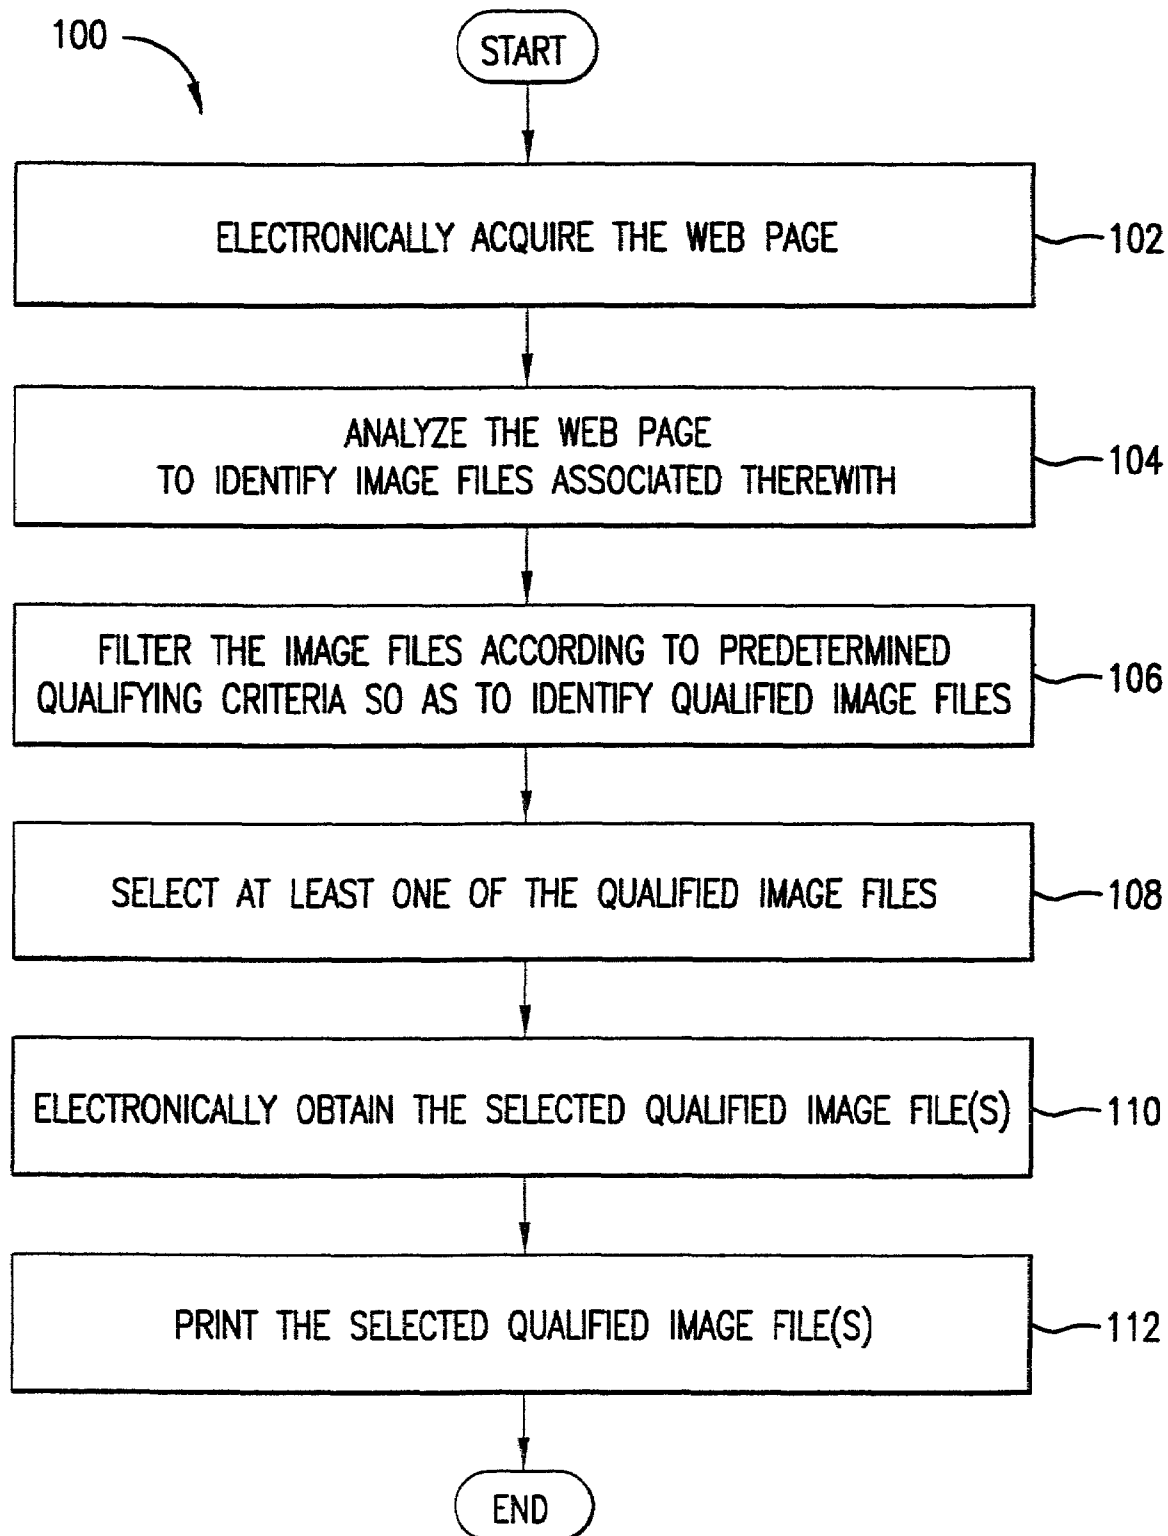 100
START
ELECTRONICALLY ACQUIRE THE WEB PAGE
102
ANALYZE THE WEB PAGE
TO IDENTIFY IMAGE FILES ASSOCIATED THEREWITH
104
FILTER THE IMAGE FILES ACCORDING TO PREDETERMINED
QUALIFYING CRITERIA SO AS TO IDENTIFY QUALIFIED IMAGE FILES
106
SELECT AT LEAST ONE OF THE QUALIFIED IMAGE FILES
108
ELECTRONICALLY OBTAIN THE SELECTED QUALIFIED IMAGE FILE(S)
110
PRINT THE SELECTED QUALIFIED IMAGE FILE(S)
112
END